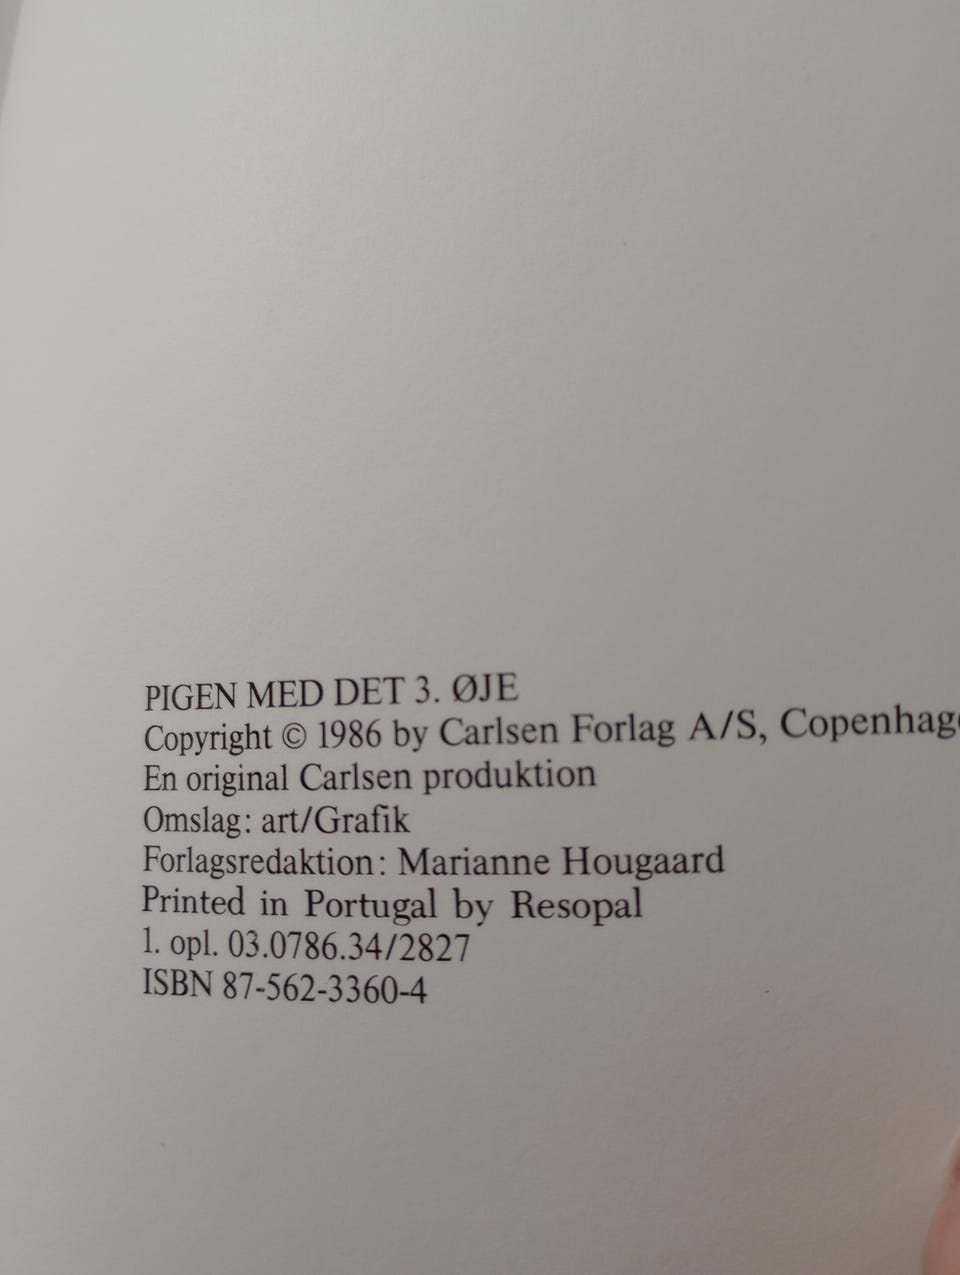 PIGEN MED DET 3. ØJE
Copyright © 1986 by Carlsen Forlag A/S,
En original Carlsen produktion
Omslag: art/Grafik
Forlagsredaktion: Marianne Hougaard
Printed in Portugal by Resopal
1. opl. 03.0786.34/2827
ISBN 87-562-3360-4